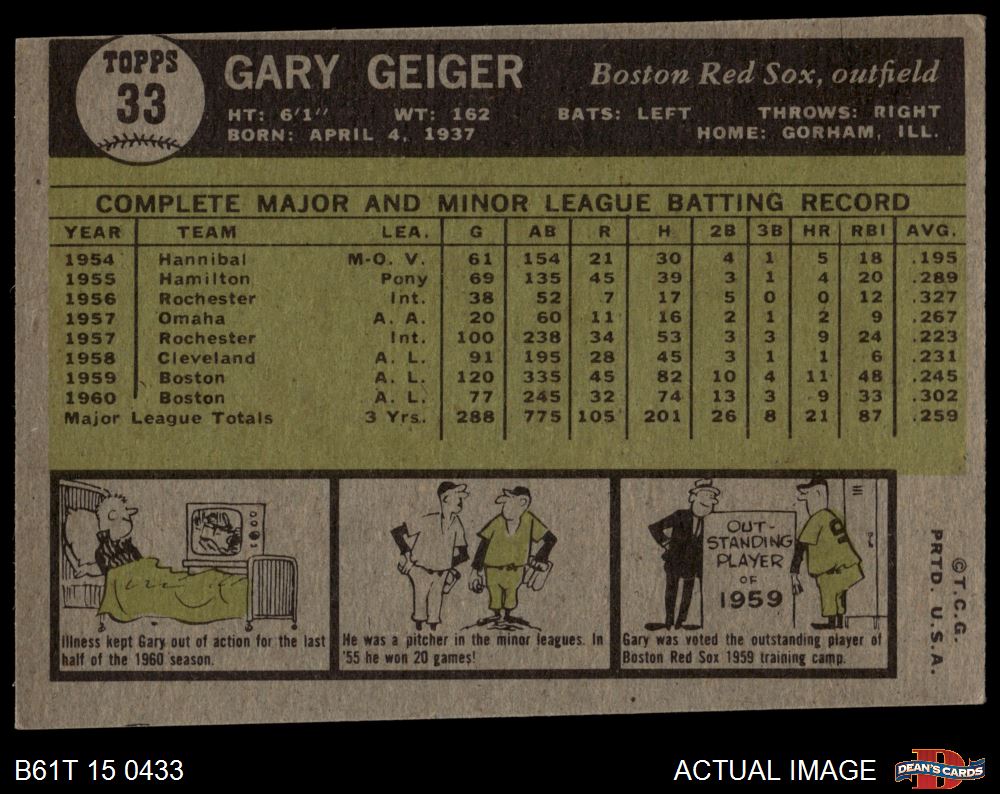 TOPPS
33
GARY GEIGER
Boston Red Sox, outfield
HT: 6'1" WT: 162 BATS: LEFT THROWS: RIGHT
BORN: APRIL 4, 1937 HOME: GORHAM, ILL.
COMPLETE MAJOR AND MINOR LEAGUE BATTING RECORD
YEAR TEAM LEA. G AB R H 2B 3B HR RBI AVG.
1954 Hannibal M-O. V. 61 154 21 30 4 1 5 18 .195
1955 Hamilton Pony 69 135 45 39 3 1 4 20 .289
1956 Rochester Int. 38 52 7 17 5 0 0 12 .327
1957 Omaha A. A. 20 60 11 16 2 1 2 9 .267
1957 Rochester Int. 100 238 34 53 3 3 9 24 .223
1958 Cleveland A. L. 91 195 28 45 3 1 1 6 .231
1959 Boston A. L. 120 335 45 82 10 4 11 48 .245
1960 Boston A. L. 77 245 32 74 13 3 9 33 .302
Major League Totals 3 Yrs. 288 775 105 201 26 8 21 87 .259
Illness kept Gary out of action for the last
half of the 1960 season.
He was a pitcher in the minor leagues. In
'55 he won 20 games!
OUT-
STANDING
PLAYER
OF
1959
Gary was voted the outstanding player of
Boston Red Sox 1959 training camp.
©T.C.G.
PRTD. U.S.A.
B61T 15 0433
ACTUAL IMAGE
DEAN'S CARDS